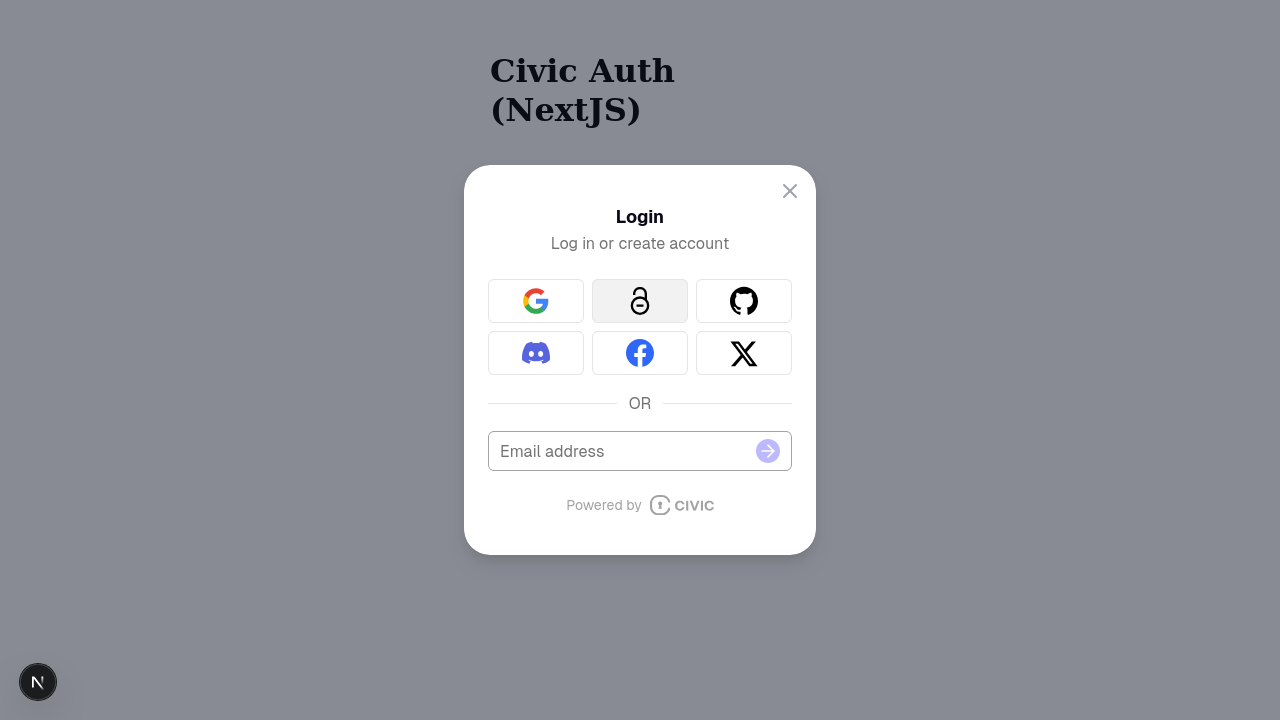 Civic Auth
(NextJS)
Login
Log in or create account
OR
Email address
Powered by CIVIC
N